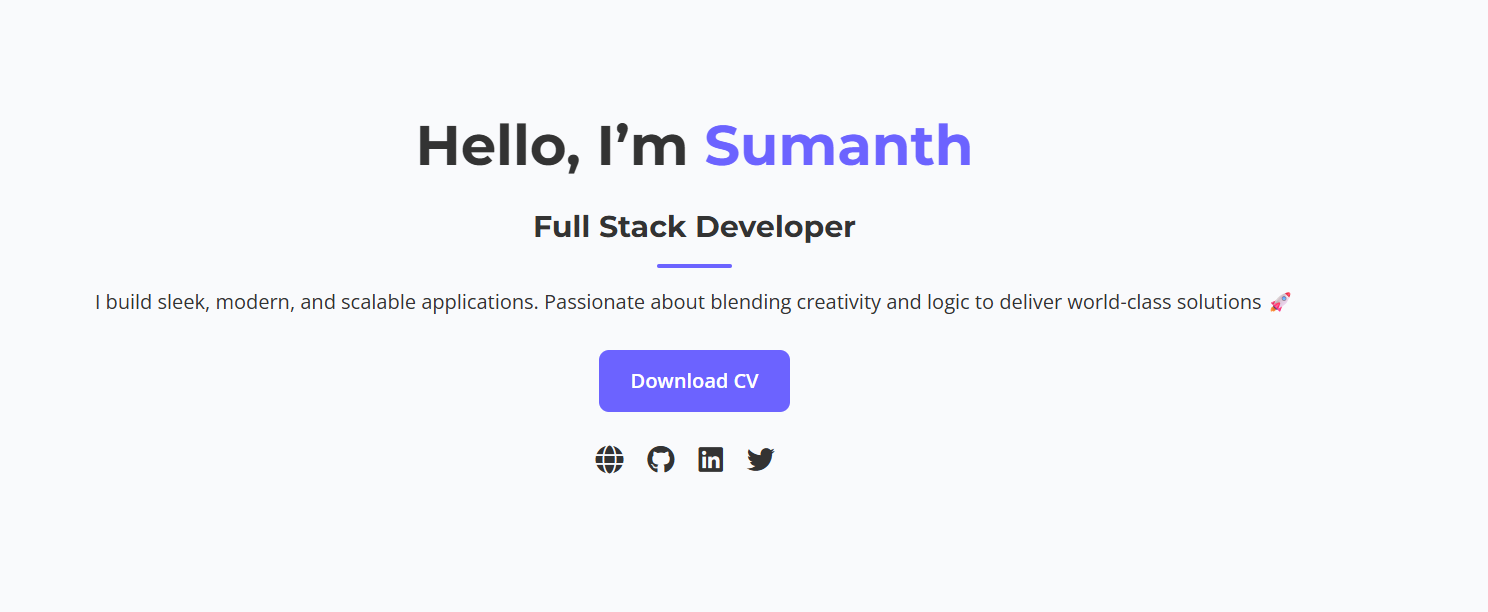 Hello, I’m Sumanth
Full Stack Developer
I build sleek, modern, and scalable applications. Passionate about blending creativity and logic to deliver world-class solutions 🚀
Download CV
in